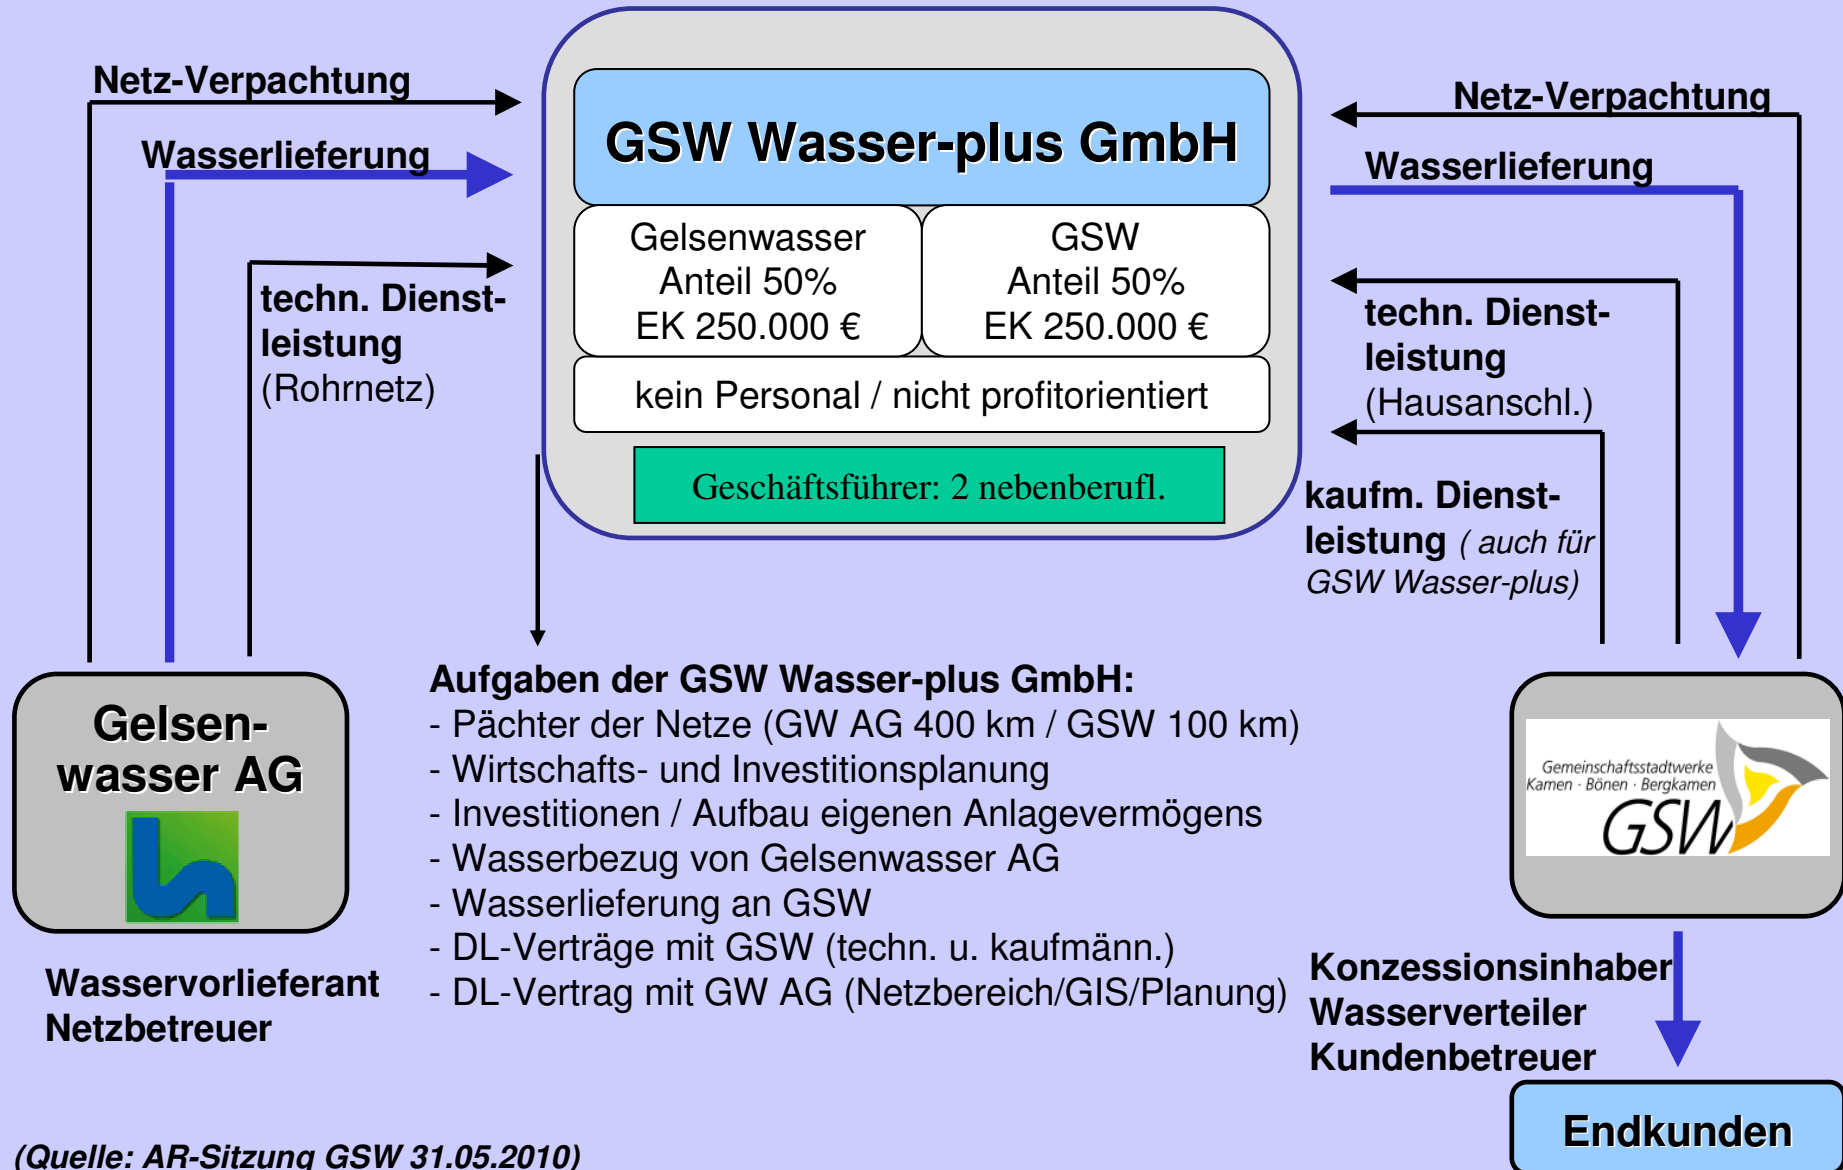 Netz-Verpachtung
Wasserlieferung
techn. Dienst-
leistung
(Rohrnetz)
GSW Wasser-plus GmbH
Gelsenwasser
Anteil 50%
EK 250.000 €
GSW
Anteil 50%
EK 250.000 €
kein Personal / nicht profitorientiert
Geschäftsführer: 2 nebenberufl.
Netz-Verpachtung
Wasserlieferung
techn. Dienst-
leistung
(Hausanschl.)
kaufm. Dienst-
leistung ( auch für
GSW Wasser-plus)
Gelsen-
wasser AG
Wasservorlieferant
Netzbetreuer
Aufgaben der GSW Wasser-plus GmbH:
- Pächter der Netze (GW AG 400 km / GSW 100 km)
- Wirtschafts- und Investitionsplanung
- Investitionen / Aufbau eigenen Anlagevermögens
- Wasserbezug von Gelsenwasser AG
- Wasserlieferung an GSW
- DL-Verträge mit GSW (techn. u. kaufmänn.)
- DL-Vertrag mit GW AG (Netzbereich/GIS/Planung)
Gemeinschaftsstadtwerke
Kamen · Bönen · Bergkamen
GSW
Konzessionsinhaber
Wasserverteiler
Kundenbetreuer
Endkunden
(Quelle: AR-Sitzung GSW 31.05.2010)